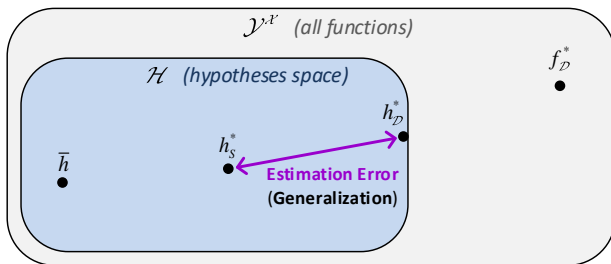 𝒴^𝒳 (all functions)
ℋ (hypotheses space)
f*_𝒟
h*_𝒟
h*_S
h̅
Estimation Error
(Generalization)